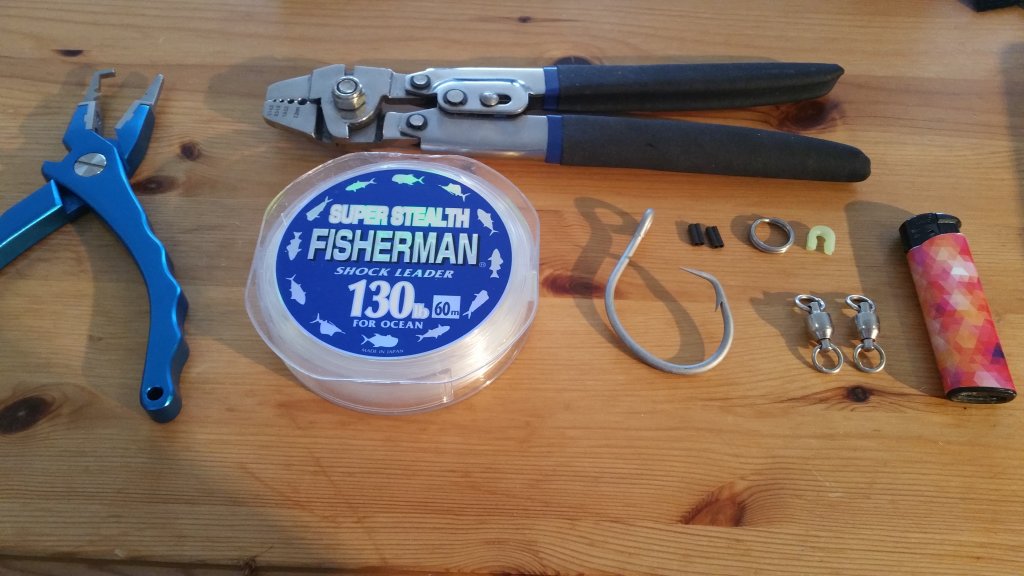 SUPER STEALTH
FISHERMAN®
SHOCK LEADER
130lb 60m
FOR OCEAN
MADE IN JAPAN